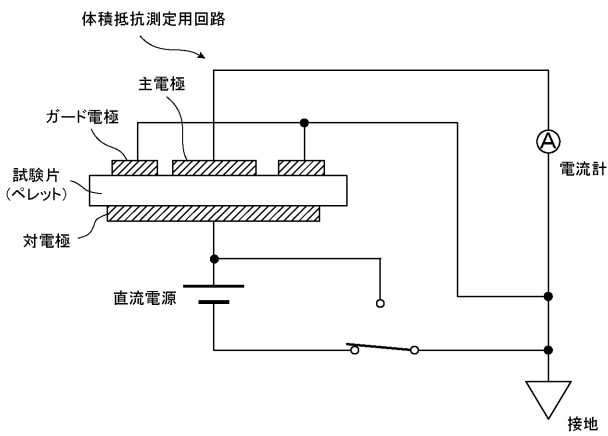 体積抵抗測定用回路
主電極
ガード電極
A
試験片
(ペレット)
電流計
対電極
直流電源
接地